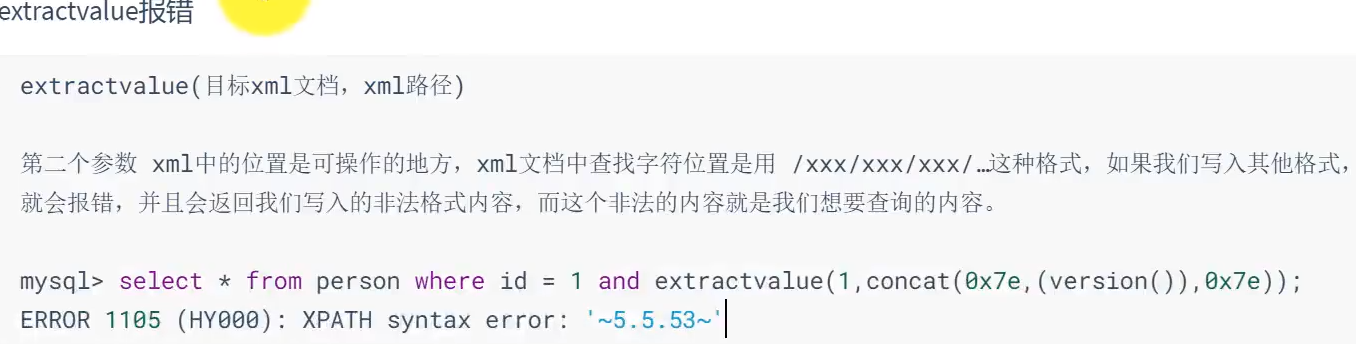 extractvalue报错
extractvalue(目标xml文档，xml路径)
第二个参数 xml中的位置是可操作的地方，xml文档中查找字符位置是用 /xxx/xxx/xxx/…这种格式，如果我们写入其他格式，
就会报错，并且会返回我们写入的非法格式内容，而这个非法的内容就是我们想要查询的内容。
mysql> select * from person where id = 1 and extractvalue(1,concat(0x7e,(version()),0x7e));
ERROR 1105 (HY000): XPATH syntax error: '~5.5.53~'